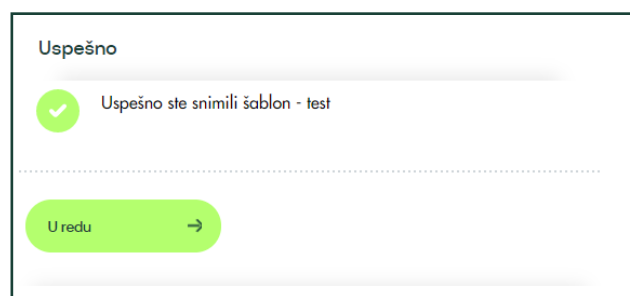 Uspešno
Uspešno ste snimili šablon - test
U redu